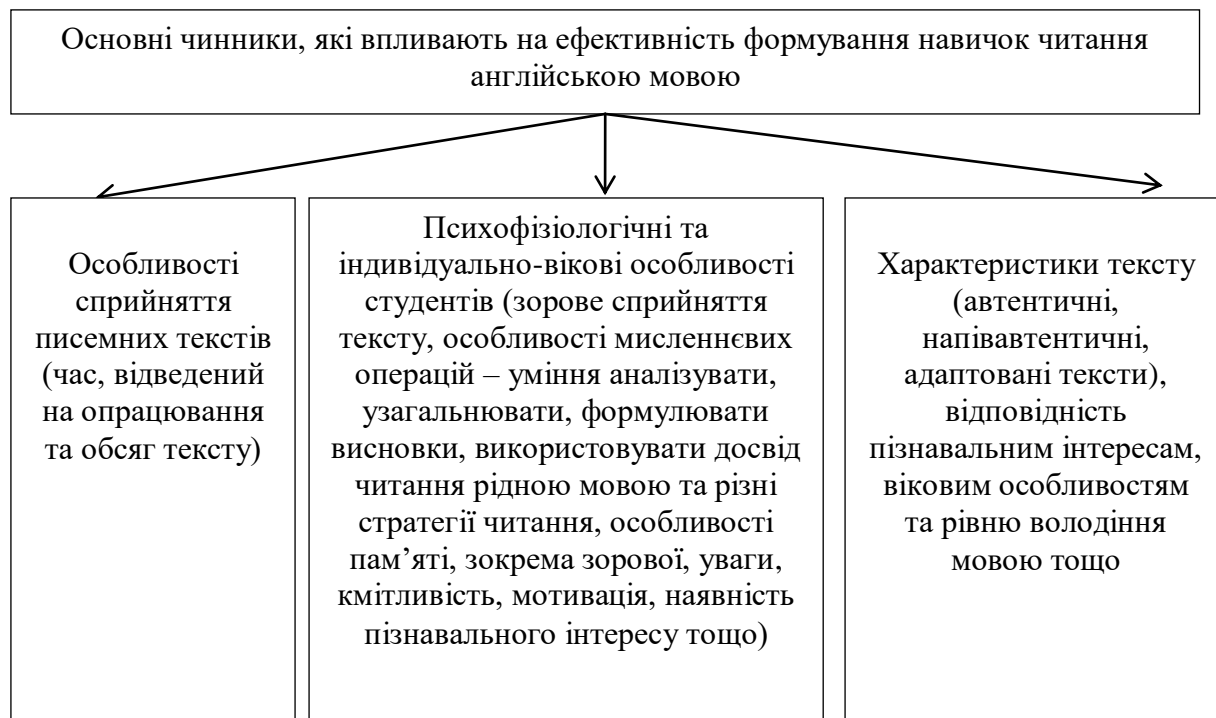 Основні чинники, які впливають на ефективність формування навичок читання
англійською мовою
Особливості
сприйняття
писемних текстів
(час, відведений
на опрацювання
та обсяг тексту)
Психофізіологічні та
індивідуально-вікові особливості
студентів (зорове сприйняття
тексту, особливості мисленнєвих
операцій – уміння аналізувати,
узагальнювати, формулювати
висновки, використовувати досвід
читання рідною мовою та різні
стратегії читання, особливості
пам’яті, зокрема зорової, уваги,
кмітливість, мотивація, наявність
пізнавального інтересу тощо)
Характеристики тексту
(автентичні,
напівавтентичні,
адаптовані тексти),
відповідність
пізнавальним інтересам,
віковим особливостям
та рівню володіння
мовою тощо